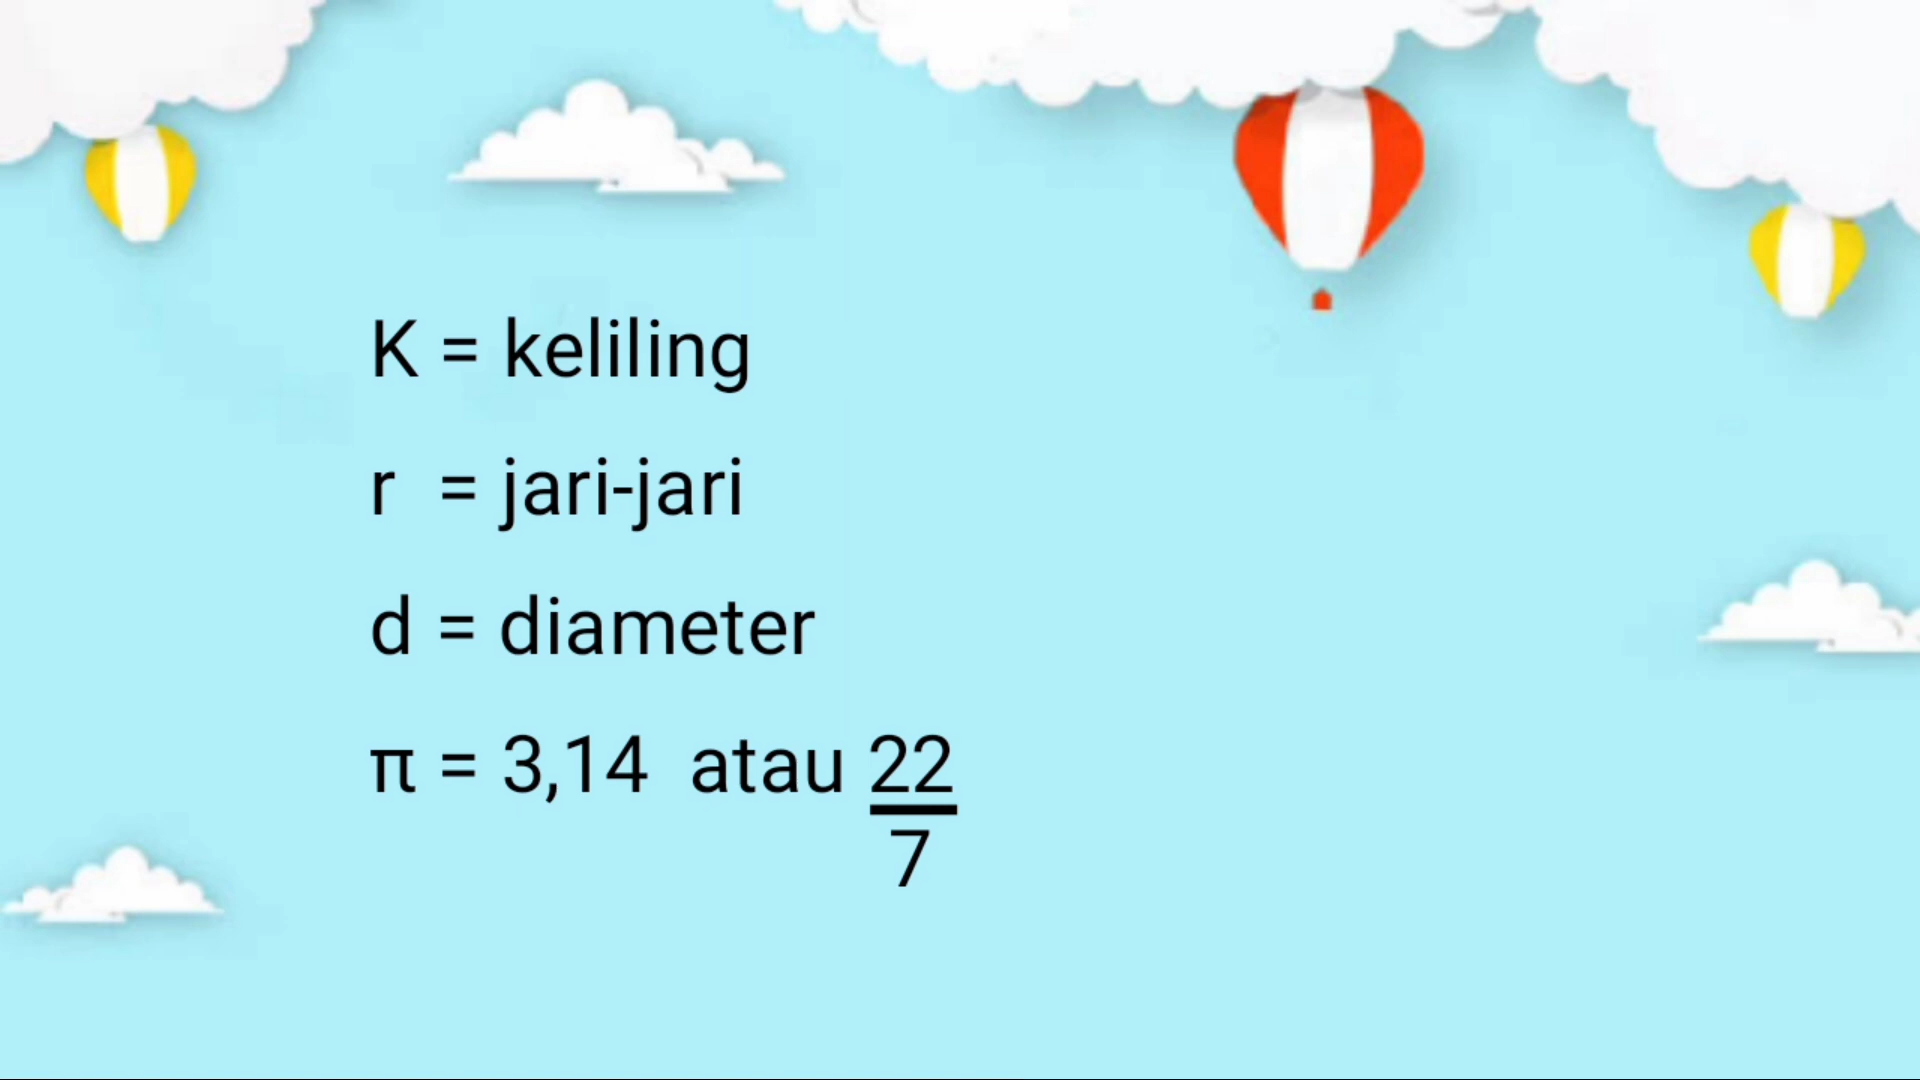 K = keliling
r = jari-jari
d = diameter
π = 3,14 atau 22
7